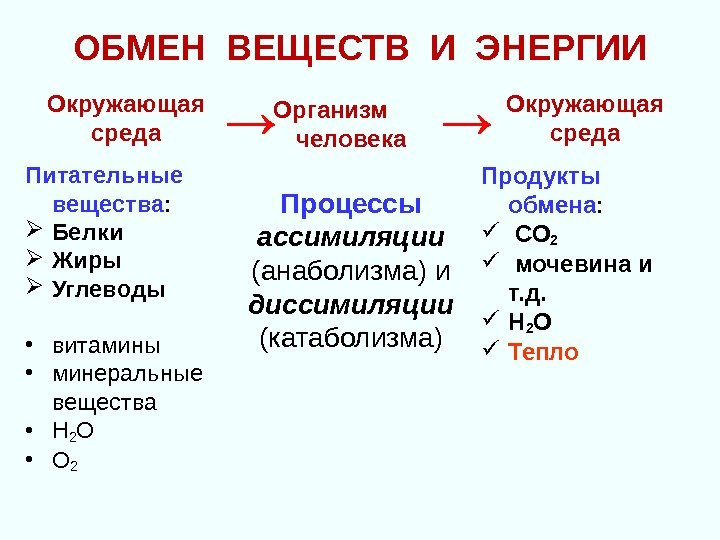 ОБМЕН ВЕЩЕСТВ И ЭНЕРГИИ
Окружающая
среда
→
Организм
человека
→
Окружающая
среда
Питательные
вещества:
➢ Белки
➢ Жиры
➢ Углеводы
• витамины
• минеральные
вещества
• H₂O
• O₂
Процессы
ассимиляции
(анаболизма) и
диссимиляции
(катаболизма)
Продукты
обмена:
✓ CO₂
✓ мочевина и
т.д.
✓ H₂O
✓ Тепло